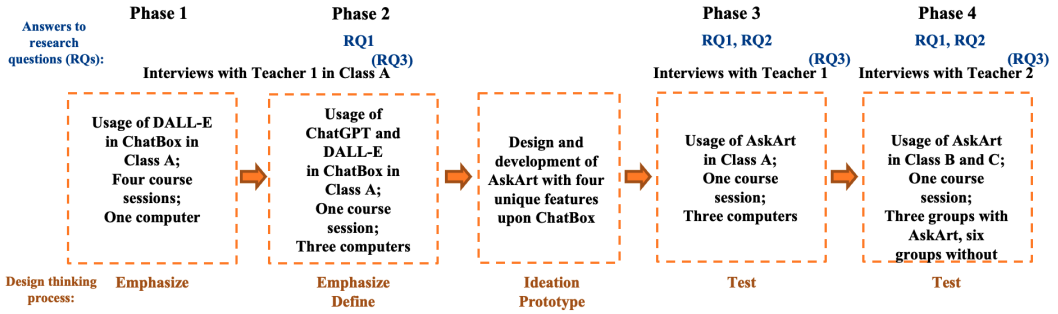 Phase 1
Phase 2
Phase 3
Phase 4
Answers to
research
questions (RQs):
RQ1
(RQ3)
RQ1, RQ2
(RQ3)
RQ1, RQ2
(RQ3)
Interviews with Teacher 1 in Class A
Interviews with Teacher 1
Interviews with Teacher 2
Usage of DALL-E
in ChatBox in
Class A;
Four course
sessions;
One computer
Usage of
ChatGPT and
DALL-E
in ChatBox in
Class A;
One course
session;
Three computers
Design and
development of
AskArt with four
unique features
upon ChatBox
Usage of AskArt
in Class A;
One course
session;
Three computers
Usage of AskArt
in Class B and C;
One course
session;
Three groups with
AskArt, six
groups without
Design thinking
process:
Emphasize
Emphasize
Define
Ideation
Prototype
Test
Test